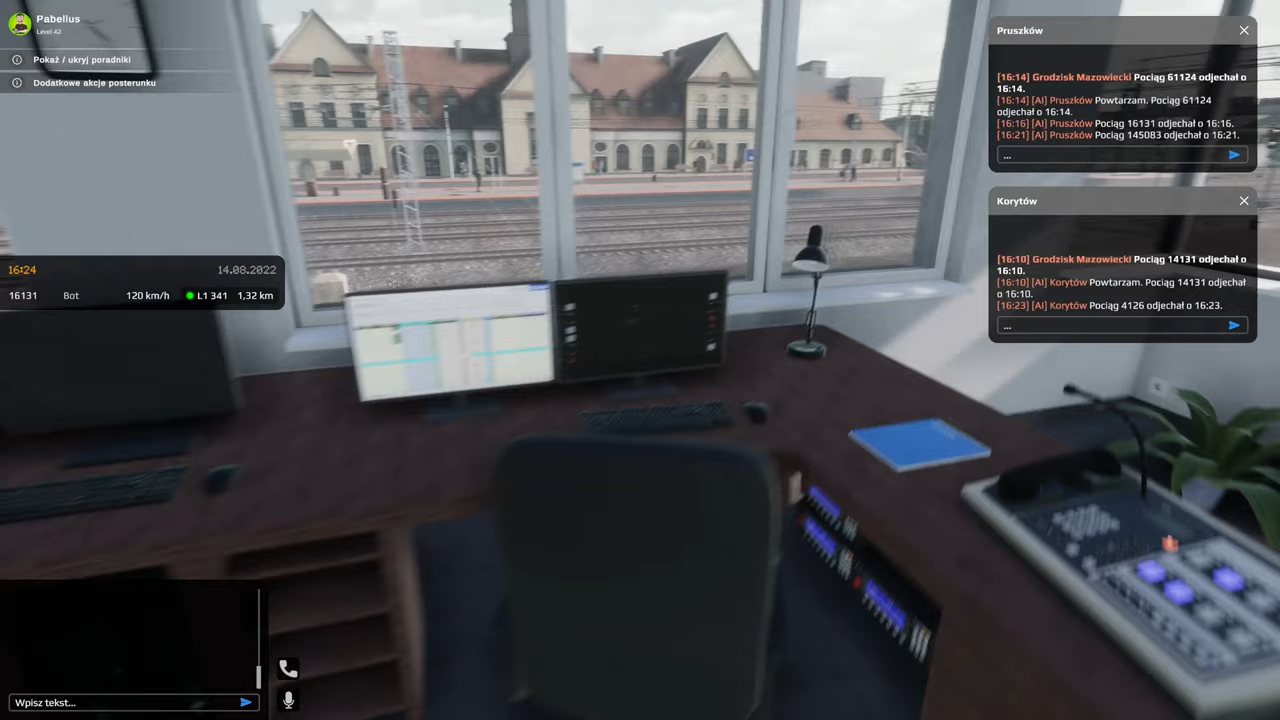 Pabellus
Level 42
Pokaż / ukryj poradniki
Dodatkowe akcje posterunku
16:24 14.08.2022
16131 Bot 120 km/h L1 341 1,32 km
Pruszków
[16:14] Grodzisk Mazowiecki Pociąg 61124 odjechał o
16:14.
[16:14] [AI] Pruszków Powtarzam. Pociąg 61124
odjechał o 16:14.
[16:16] [AI] Pruszków Pociąg 16131 odjechał o 16:16.
[16:21] [AI] Pruszków Pociąg 145083 odjechał o 16:21.
...
Korytów
[16:10] Grodzisk Mazowiecki Pociąg 14131 odjechał o
16:10.
[16:10] [AI] Korytów Powtarzam. Pociąg 14131 odjechał
o 16:10.
[16:23] [AI] Korytów Pociąg 4126 odjechał o 16:23.
...
Wpisz tekst...